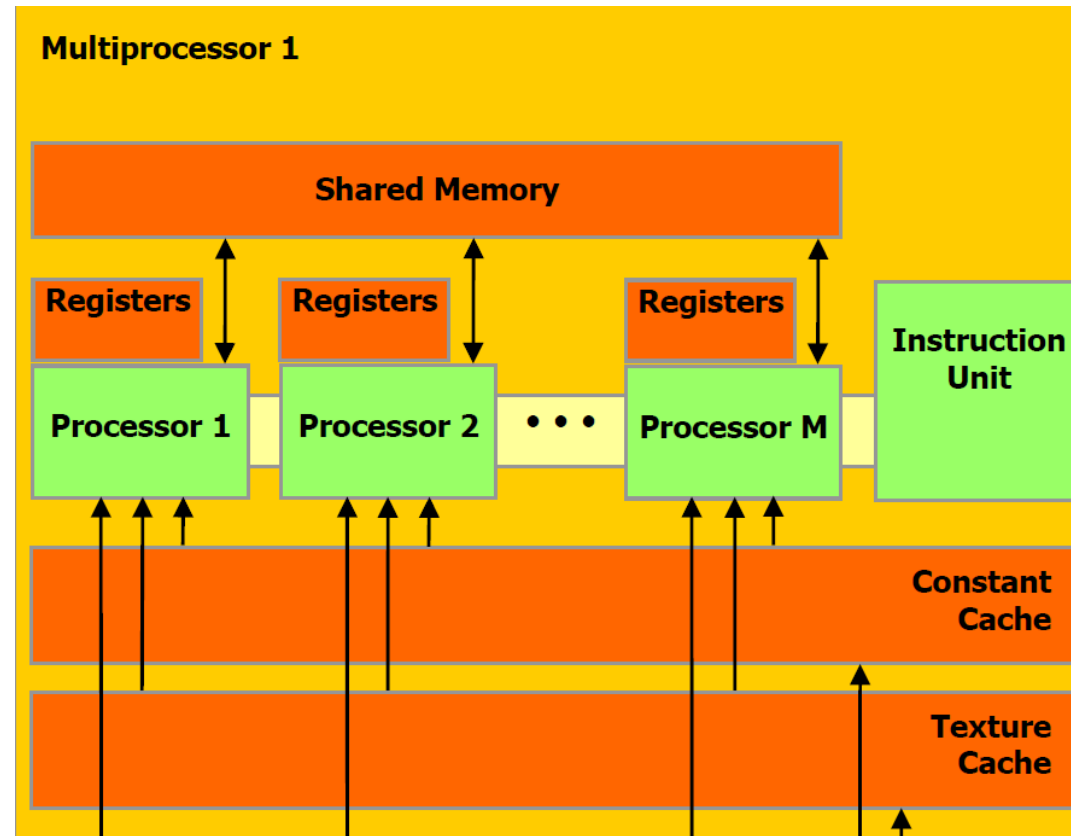 Multiprocessor 1
Shared Memory
Registers
Registers
Registers
Instruction
Unit
Processor 1
Processor 2
• • •
Processor M
Constant
Cache
Texture
Cache